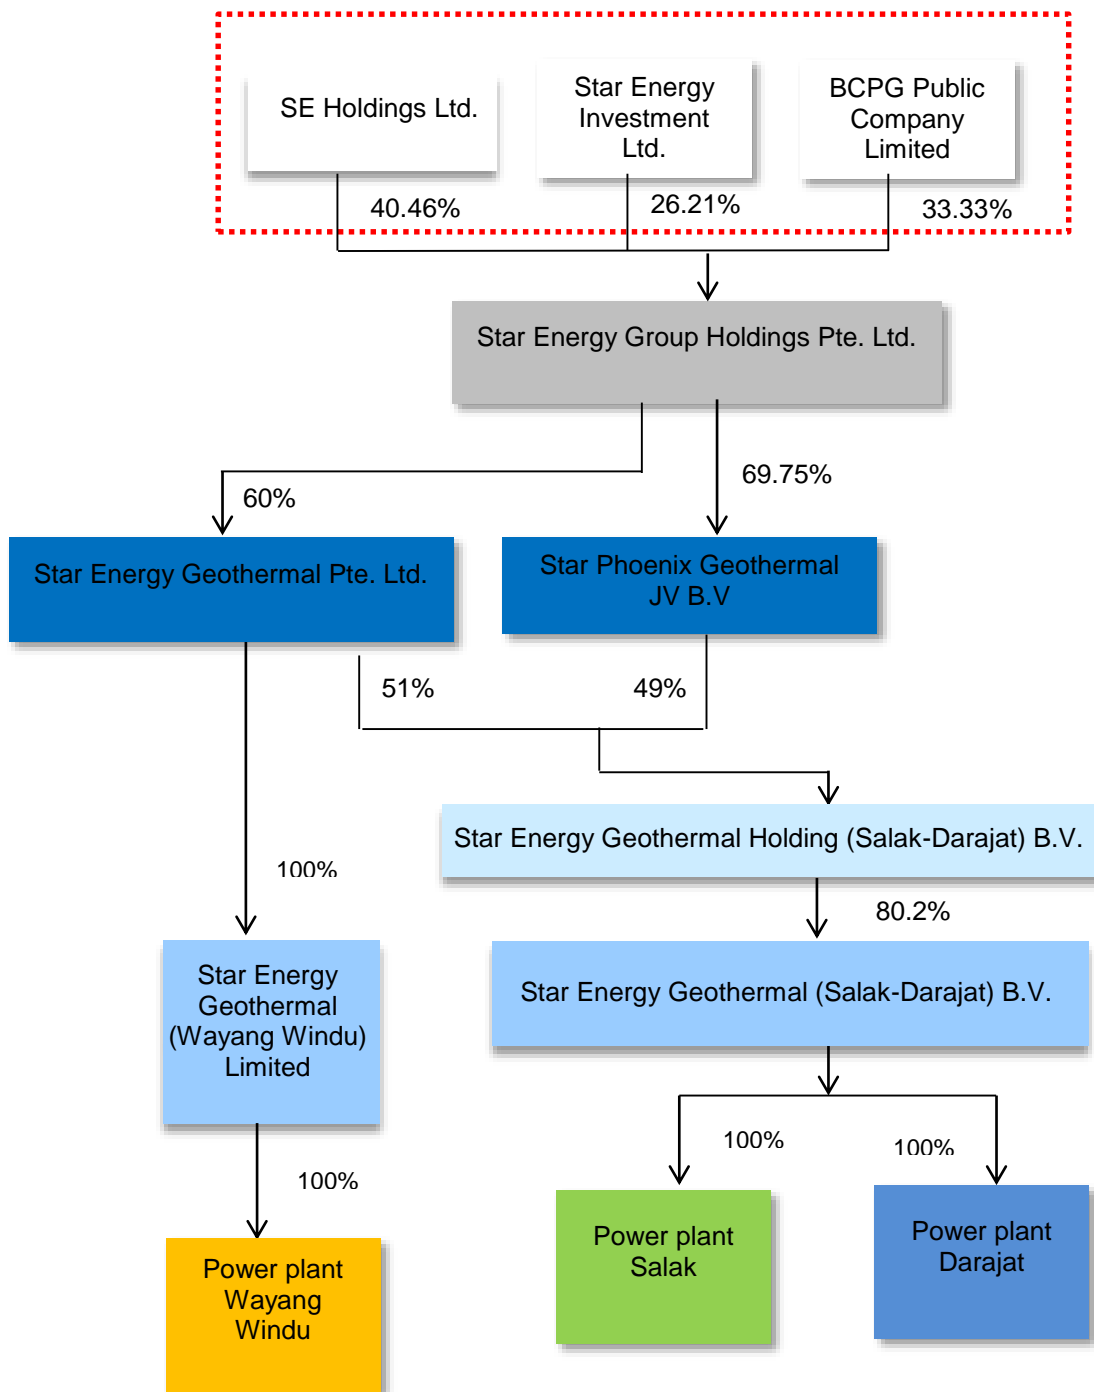 SE Holdings Ltd.
Star Energy
Investment
Ltd.
BCPG Public
Company
Limited
40.46%
26.21%
33.33%
Star Energy Group Holdings Pte. Ltd.
60%
69.75%
Star Energy Geothermal Pte. Ltd.
Star Phoenix Geothermal
JV B.V
51%
49%
Star Energy Geothermal Holding (Salak-Darajat) B.V.
100%
80.2%
Star Energy
Geothermal
(Wayang Windu)
Limited
Star Energy Geothermal (Salak-Darajat) B.V.
100%
100%
100%
Power plant
Salak
Power plant
Darajat
Power plant
Wayang
Windu